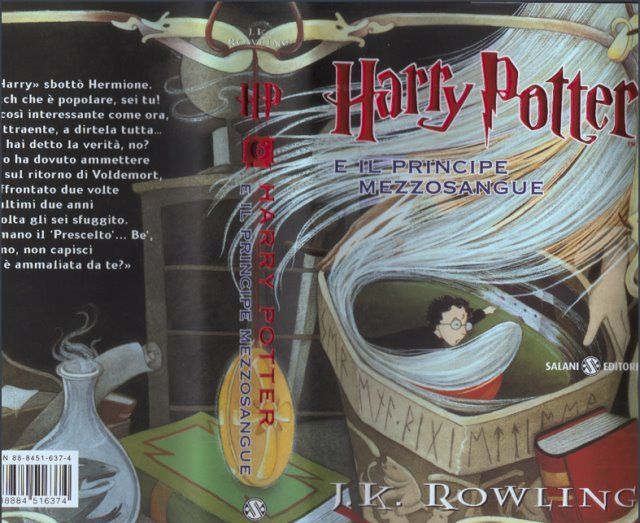 Harry» sbottò Hermione.
ch che è popolare, sei tu!
così interessante come ora,
ttraente, a dirtela tutta...
hai detto la verità, no?
o ha dovuto ammettere
sul ritorno di Voldemort,
ffrontato due volte
ultimi due anni
olta gli sei sfuggito.
mano il 'Prescelto'... Be',
no, non capisci
è ammaliata da te?»
N 88-8451-637-4
88884 516374
J.K.
ROWLING
HP
6
HARRY POTTER
E IL PRINCIPE MEZZOSANGUE
S
Harry Potter
TM
E IL PRINCIPE
MEZZOSANGUE
SALANI S EDITORE
J.K. ROWLING